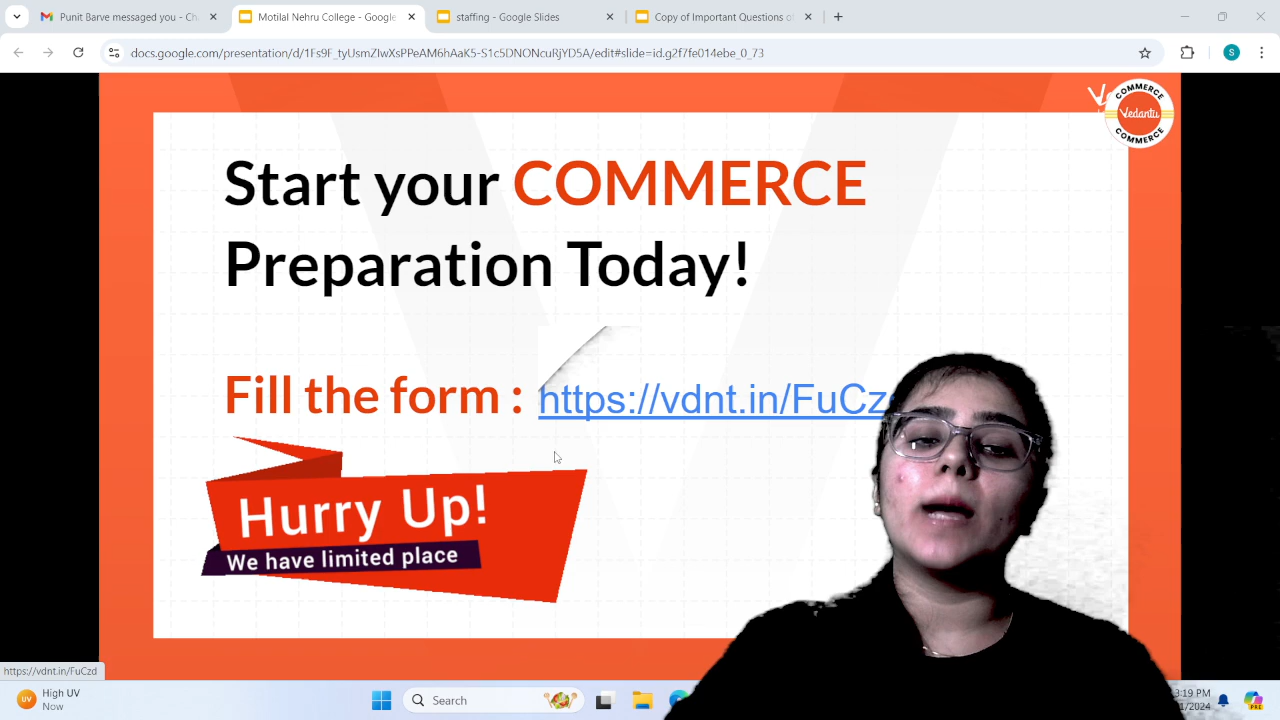 Punit Barve messaged you - Ch
Motilal Nehru College - Google
staffing - Google Slides
Copy of Important Questions o
docs.google.com/presentation/d/1Fs9F_tyUsmZIwXsPPeAM6hAaK5-S1c5DNONcuRjYD5A/edit#slide=id.g2f7fe014ebe_0_73
S
COMMERCE
Vedantu
COMMERCE
Start your COMMERCE
Preparation Today!
Fill the form : https://vdnt.in/FuCz
Hurry Up!
We have limited place
https://vdnt.in/FuCzd
High UV
Now
Search
3:19 PM
1/2024